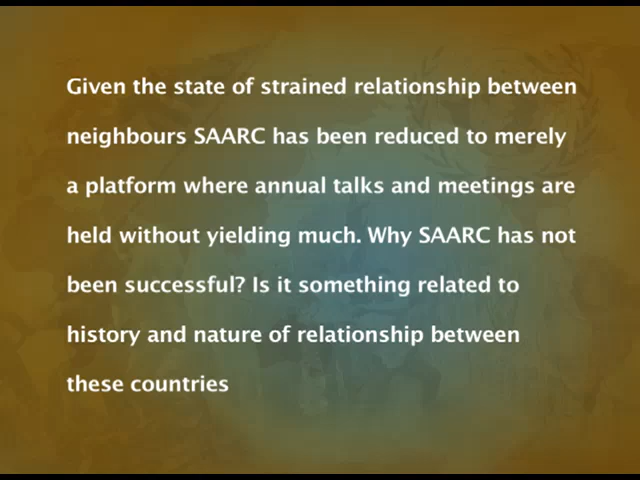 Given the state of strained relationship between
neighbours SAARC has been reduced to merely
a platform where annual talks and meetings are
held without yielding much. Why SAARC has not
been successful? Is it something related to
history and nature of relationship between
these countries